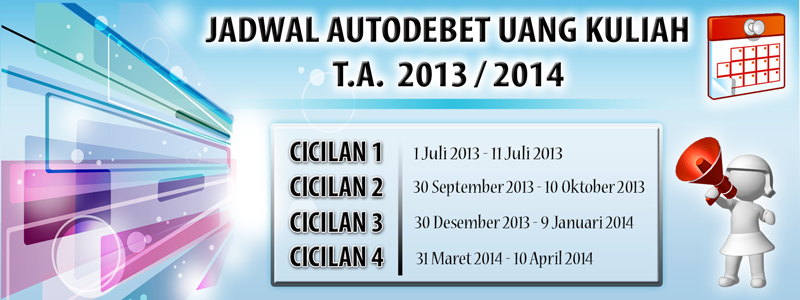 JADWAL AUTODEBET UANG KULIAH
T.A. 2013 / 2014
CICILAN 1 1 Juli 2013 - 11 Juli 2013
CICILAN 2 30 September 2013 - 10 Oktober 2013
CICILAN 3 30 Desember 2013 - 9 Januari 2014
CICILAN 4 31 Maret 2014 - 10 April 2014